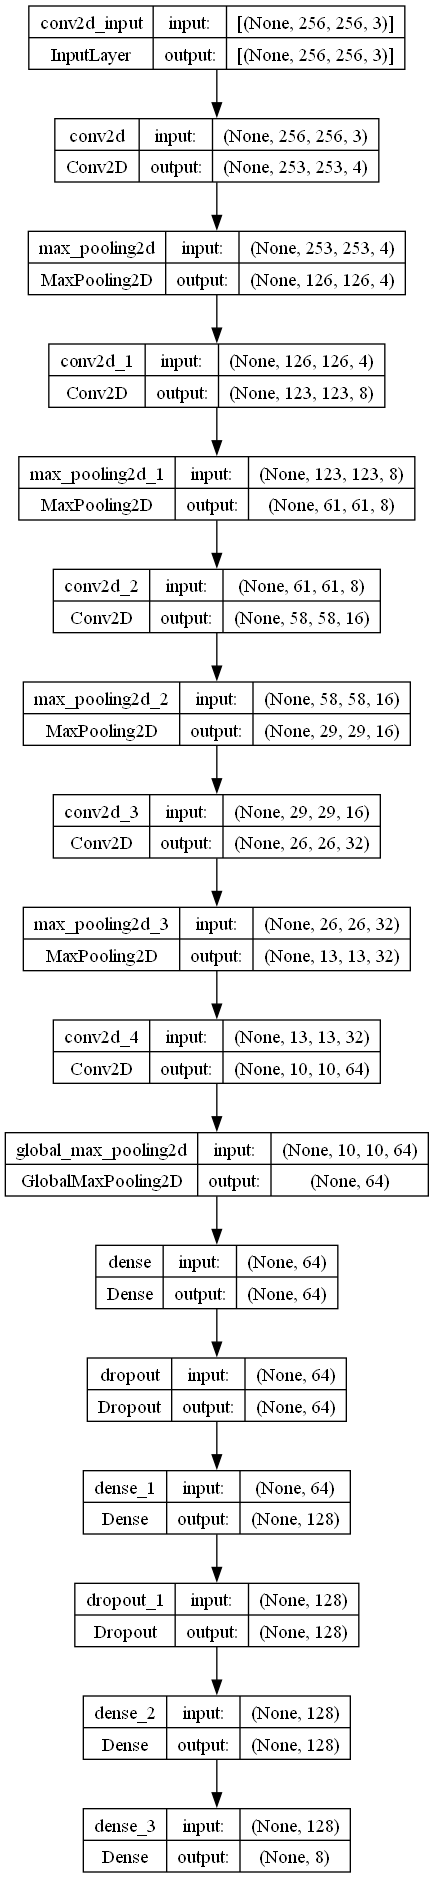 conv2d_input input: [(None, 256, 256, 3)]
InputLayer output: [(None, 256, 256, 3)]
conv2d input: (None, 256, 256, 3)
Conv2D output: (None, 253, 253, 4)
max_pooling2d input: (None, 253, 253, 4)
MaxPooling2D output: (None, 126, 126, 4)
conv2d_1 input: (None, 126, 126, 4)
Conv2D output: (None, 123, 123, 8)
max_pooling2d_1 input: (None, 123, 123, 8)
MaxPooling2D output: (None, 61, 61, 8)
conv2d_2 input: (None, 61, 61, 8)
Conv2D output: (None, 58, 58, 16)
max_pooling2d_2 input: (None, 58, 58, 16)
MaxPooling2D output: (None, 29, 29, 16)
conv2d_3 input: (None, 29, 29, 16)
Conv2D output: (None, 26, 26, 32)
max_pooling2d_3 input: (None, 26, 26, 32)
MaxPooling2D output: (None, 13, 13, 32)
conv2d_4 input: (None, 13, 13, 32)
Conv2D output: (None, 10, 10, 64)
global_max_pooling2d input: (None, 10, 10, 64)
GlobalMaxPooling2D output: (None, 64)
dense input: (None, 64)
Dense output: (None, 64)
dropout input: (None, 64)
Dropout output: (None, 64)
dense_1 input: (None, 64)
Dense output: (None, 128)
dropout_1 input: (None, 128)
Dropout output: (None, 128)
dense_2 input: (None, 128)
Dense output: (None, 128)
dense_3 input: (None, 128)
Dense output: (None, 8)